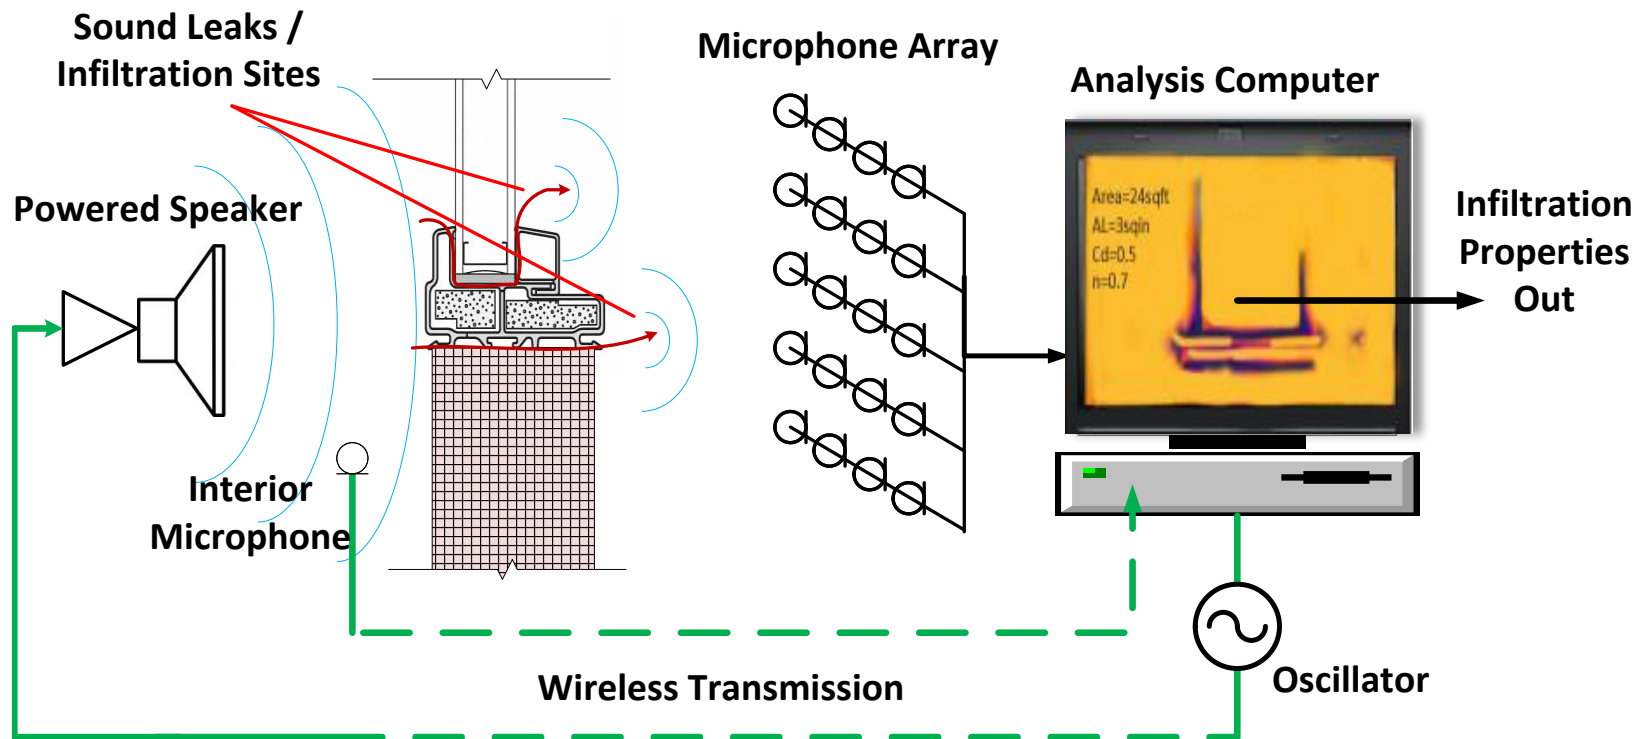 Sound Leaks /
Infiltration Sites
Microphone Array
Analysis Computer
Powered Speaker
Area=24sqft
AL=3sqin
Cd=0.5
n=0.7
Infiltration
Properties
Out
Interior
Microphone
Wireless Transmission
Oscillator